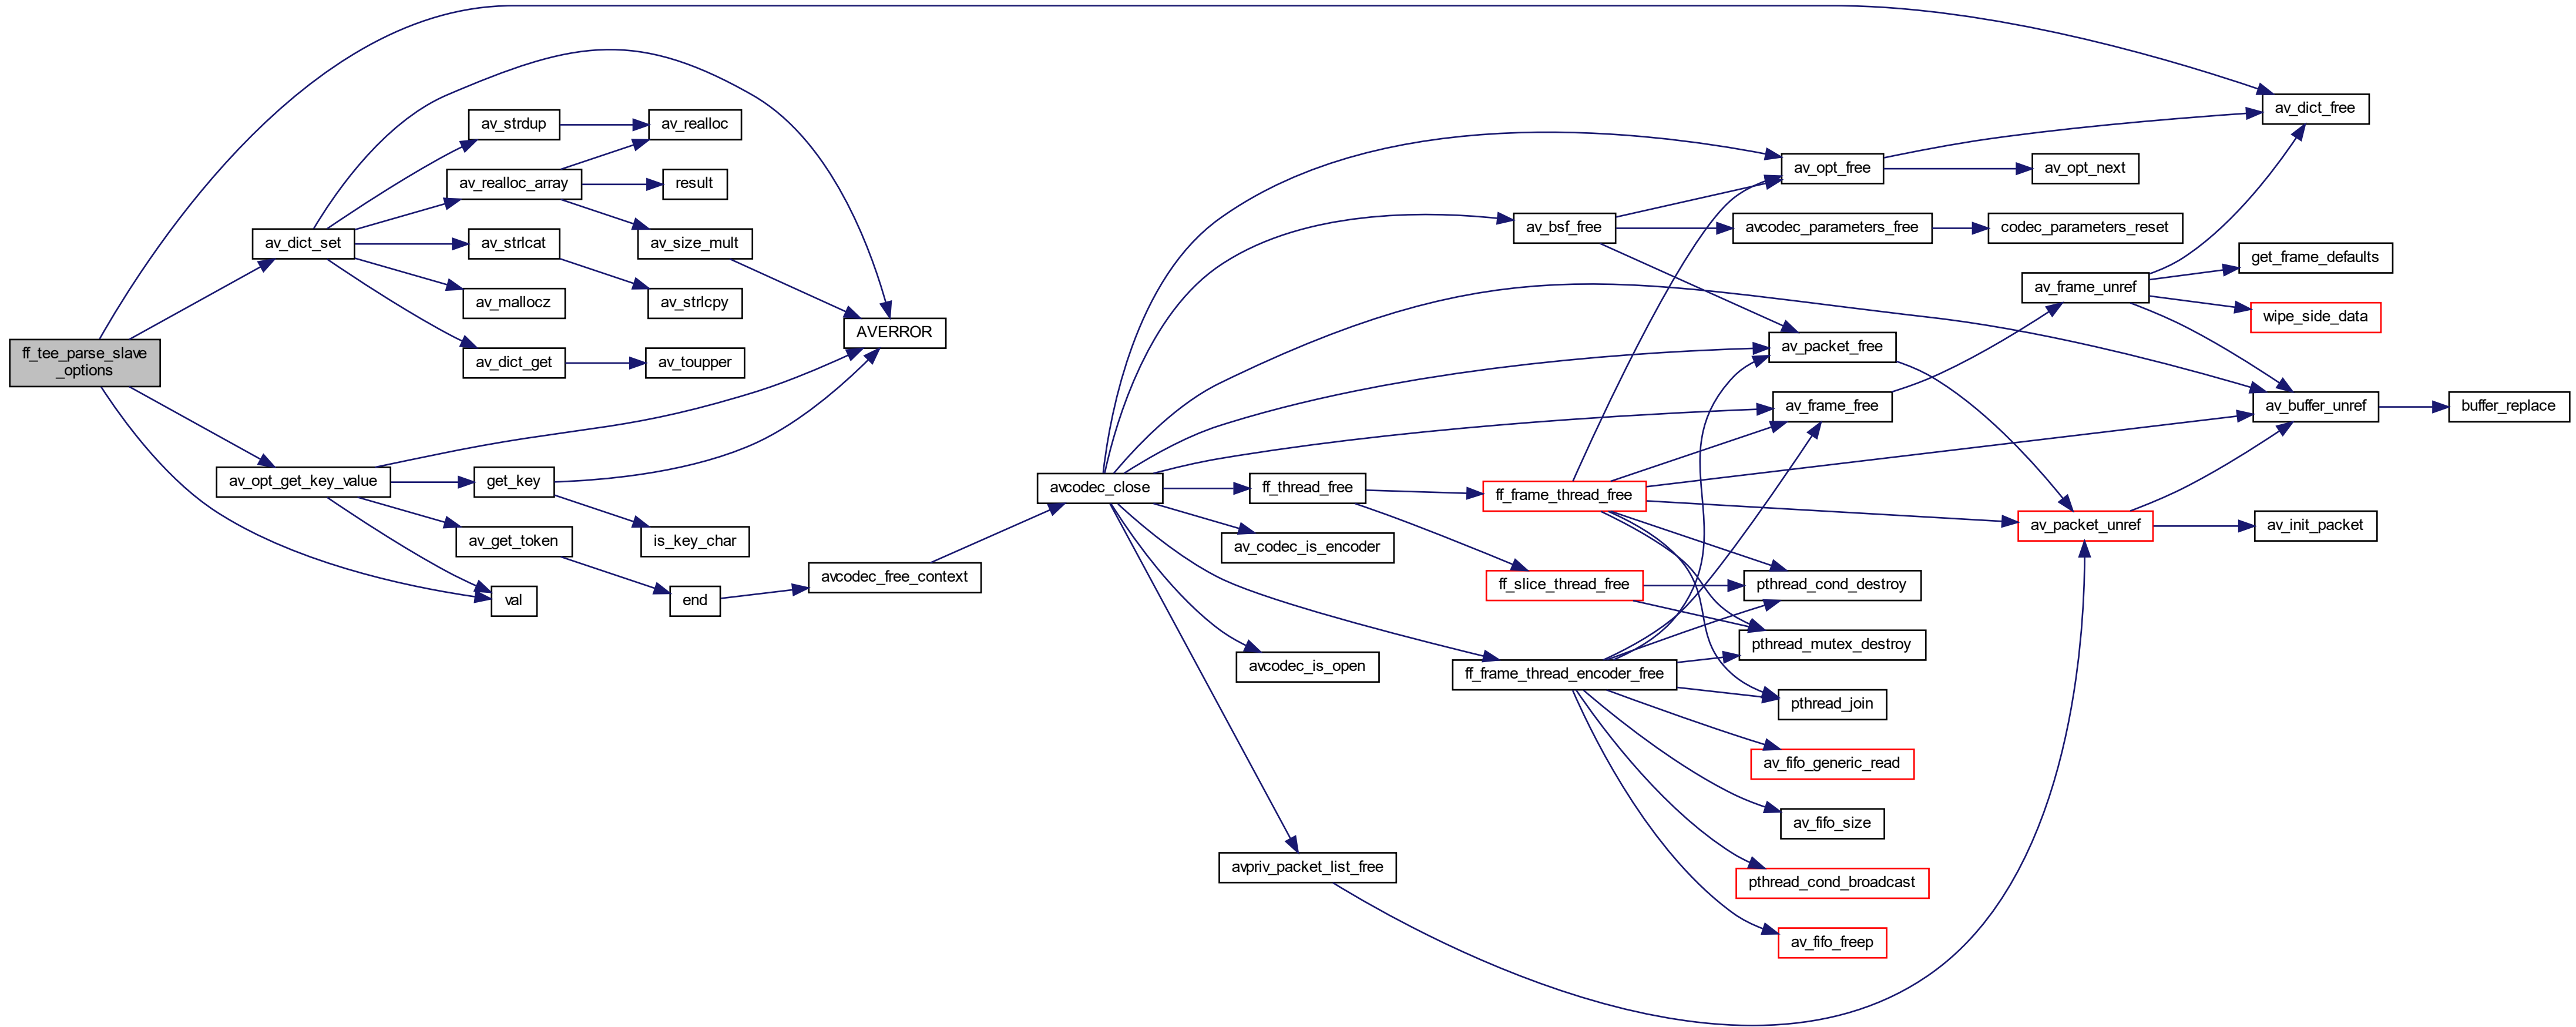 ff_tee_parse_slave
_options
av_dict_set
av_strdup
av_realloc
av_realloc_array
result
av_size_mult
av_strlcat
av_strlcpy
av_mallocz
av_dict_get
av_toupper
AVERROR
av_opt_get_key_value
get_key
is_key_char
av_get_token
end
val
avcodec_free_context
avcodec_close
ff_thread_free
av_codec_is_encoder
avcodec_is_open
avpriv_packet_list_free
av_bsf_free
ff_frame_thread_free
ff_slice_thread_free
ff_frame_thread_encoder_free
av_opt_free
avcodec_parameters_free
av_packet_free
av_frame_free
pthread_cond_destroy
pthread_mutex_destroy
pthread_join
av_fifo_generic_read
av_fifo_size
pthread_cond_broadcast
av_fifo_freep
av_opt_next
codec_parameters_reset
av_frame_unref
av_packet_unref
av_dict_free
get_frame_defaults
wipe_side_data
av_buffer_unref
av_init_packet
buffer_replace